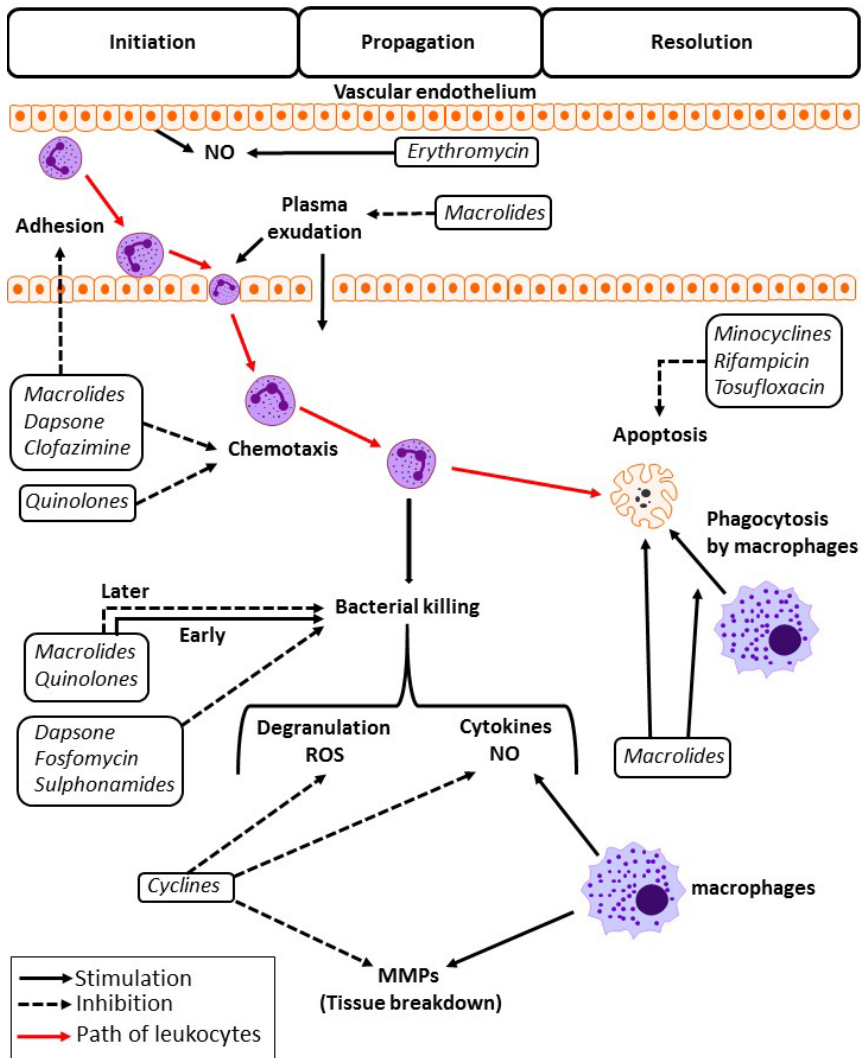 Initiation
Propagation
Resolution
Vascular endothelium
NO
Erythromycin
Plasma
exudation
Macrolides
Adhesion
Minocyclines
Rifampicin
Tosufloxacin
Macrolides
Dapsone
Clofazimine
Chemotaxis
Apoptosis
Quinolones
Phagocytosis
by macrophages
Later
Early
Bacterial killing
Macrolides
Quinolones
Dapsone
Fosfomycin
Sulphonamides
Degranulation
ROS
Cytokines
NO
Macrolides
Cyclines
macrophages
MMPs
(Tissue breakdown)
Stimulation
Inhibition
Path of leukocytes